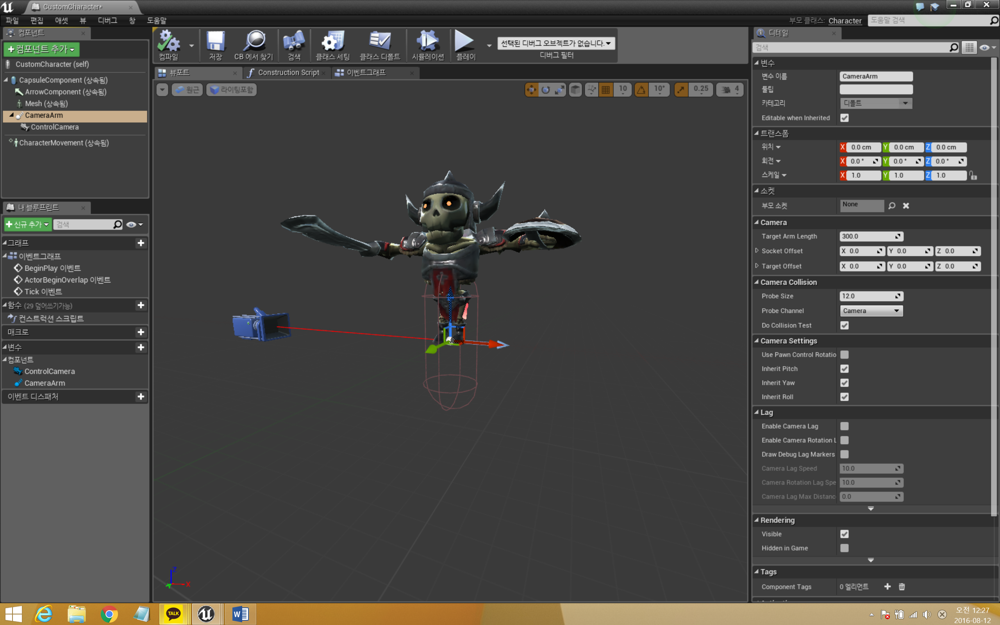 CustomCharacter*
파일 편집 애셋 뷰 디버그 창 도움말
부모 클래스: Character
도움말 검색
컴포넌트
+컴포넌트 추가
CustomCharacter (self)
CapsuleComponent (상속됨)
ArrowComponent (상속됨)
Mesh (상속됨)
CameraArm
ControlCamera
CharacterMovement (상속됨)
내 블루프린트
신규 추가
검색
그래프
이벤트그래프
BeginPlay 이벤트
ActorBeginOverlap 이벤트
Tick 이벤트
함수 (29 덮어쓰기가능)
컨스트럭션 스크립트
매크로
변수
컴포넌트
ControlCamera
CameraArm
이벤트 디스패처
컴파일
저장
CB 에서 찾기
검색
클래스 세팅
클래스 디폴트
시뮬레이션
플레이
선택된 디버그 오브젝트가 없습니다.
디버그 필터
뷰포트
Construction Script
이벤트그래프
원근
라이팅포함
10
10°
0.25
4
Z
X
Y
디테일
검색
변수
변수 이름 CameraArm
툴팁
카테고리 디폴트
Editable when Inherited
트랜스폼
위치 X 0.0 cm Y 0.0 cm Z 0.0 cm
회전 X 0.0 ° Y 0.0 ° Z 0.0 °
스케일 X 1.0 Y 1.0 Z 1.0
소켓
부모 소켓 None
Camera
Target Arm Length 300.0
Socket Offset X 0.0 Y 0.0 Z 0.0
Target Offset X 0.0 Y 0.0 Z 0.0
Camera Collision
Probe Size 12.0
Probe Channel Camera
Do Collision Test
Camera Settings
Use Pawn Control Rotatio
Inherit Pitch
Inherit Yaw
Inherit Roll
Lag
Enable Camera Lag
Enable Camera Rotation L
Draw Debug Lag Markers
Camera Lag Speed 10.0
Camera Rotation Lag Spe 10.0
Camera Lag Max Distanc 0.0
Rendering
Visible
Hidden in Game
Tags
Component Tags 0 엘리먼트
TALK
오전 12:27
2016-08-12